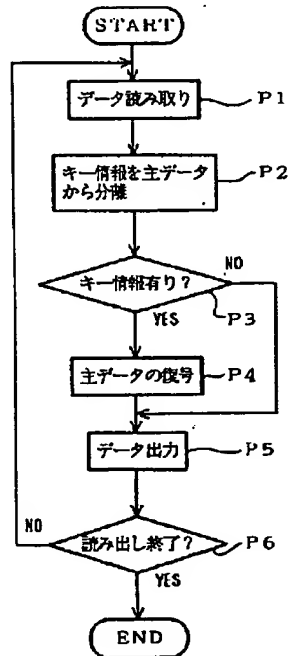 START
データ読み取り
P1
キー情報を主データ
から分離
P2
キー情報有り?
NO
P3
YES
主データの復号
P4
データ出力
P5
NO
読み出し終了?
P6
YES
END